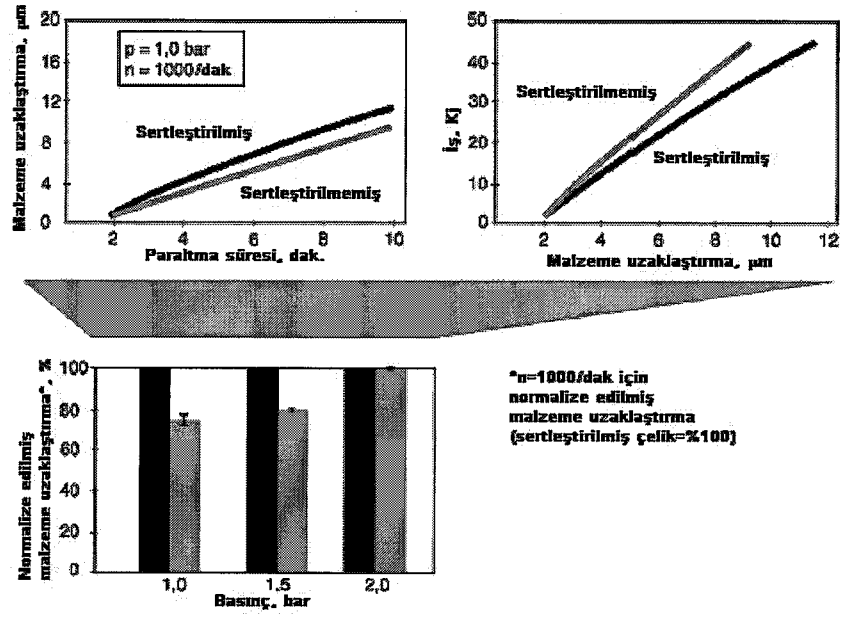 Malzeme uzaklaştırma, µm
20
16
12
8
4
0
p = 1,0 bar
n = 1000/dak
Sertleştirilmiş
Sertleştirilmemiş
2 4 6 8 10
Paraltma süresi, dak.
İş, Kj
50
40
30
20
10
0
Sertleştirilmemiş
Sertleştirilmiş
2 4 6 8 10 12
Malzeme uzaklaştırma, µm
Normalize edilmiş
malzeme uzaklaştırma*, %
100
80
60
40
20
0
1,0 1,5 2,0
Basınç, bar
*n=1000/dak için
normalize edilmiş
malzeme uzaklaştırma
(sertleştirilmiş çelik=%100)